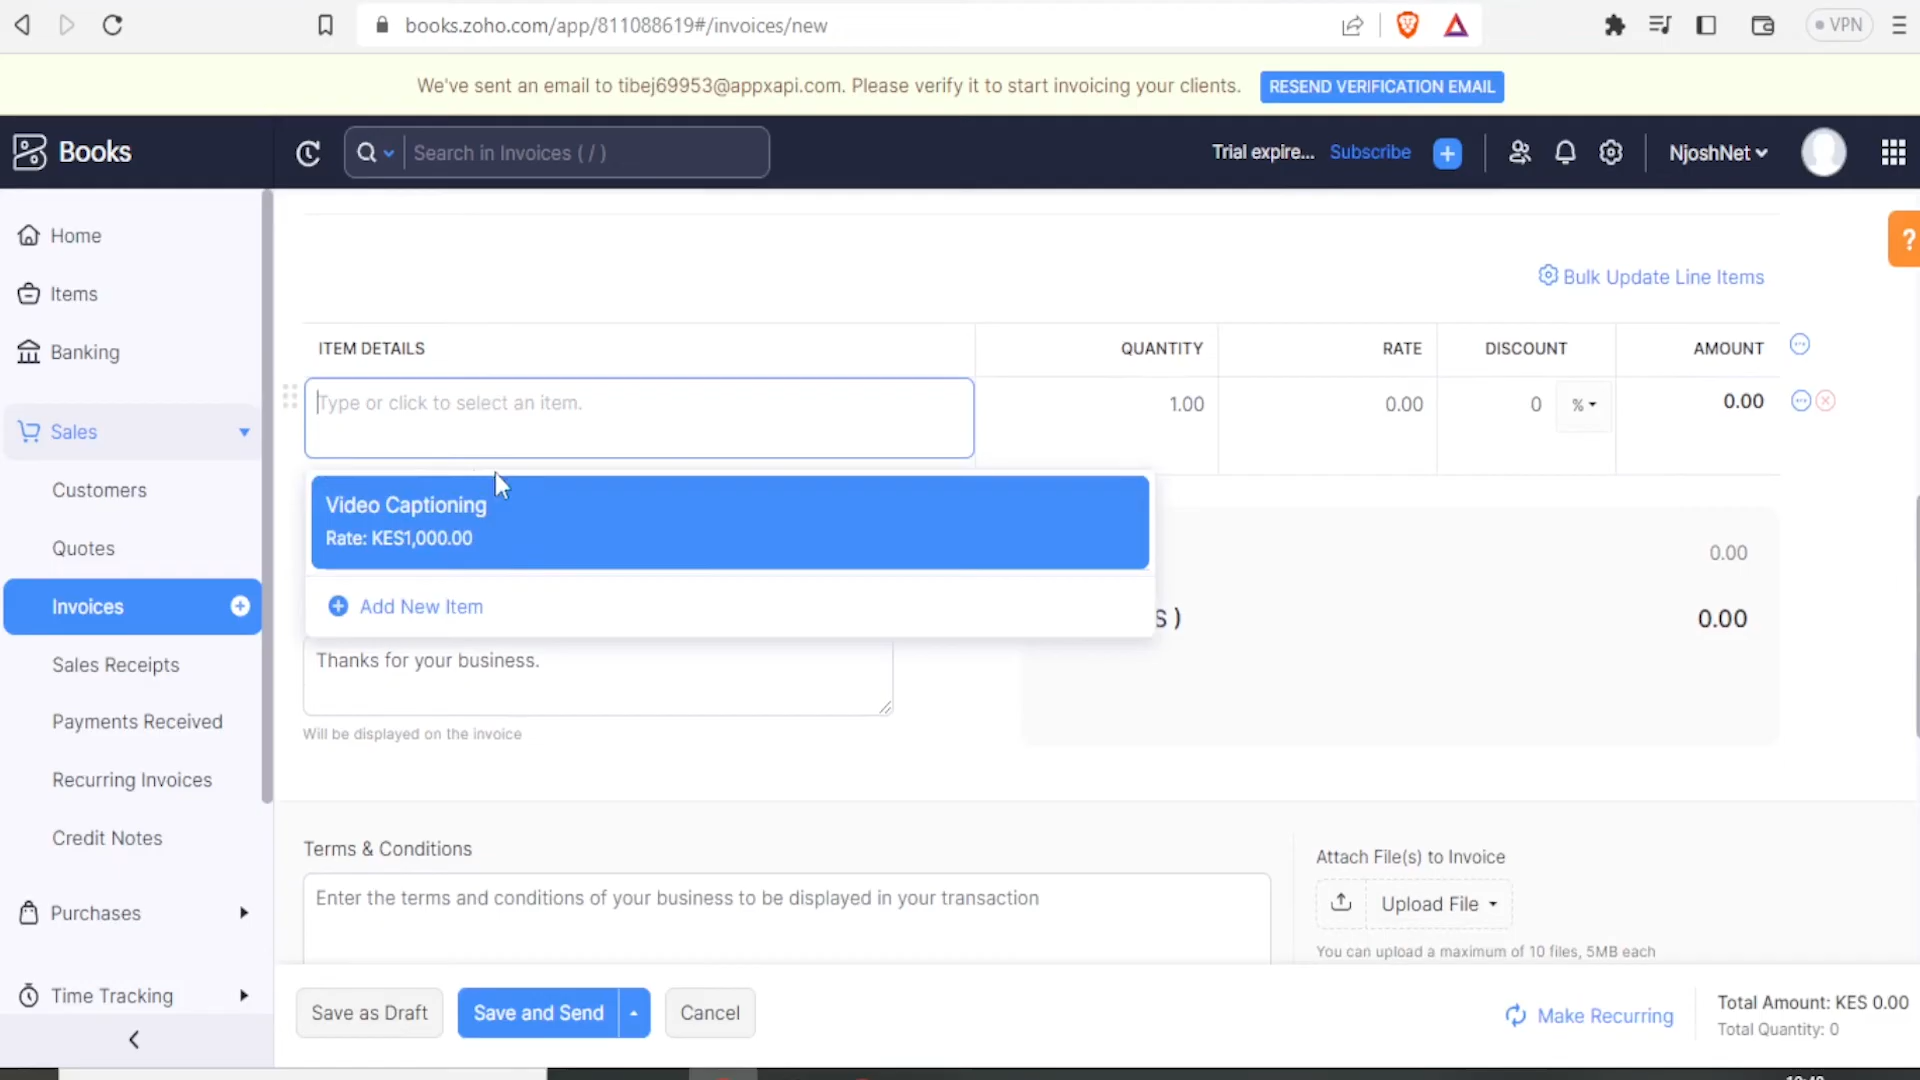 books.zoho.com/app/811088619#/invoices/new
VPN
We've sent an email to tibej69953@appxapi.com. Please verify it to start invoicing your clients. RESEND VERIFICATION EMAIL
Books
Search in Invoices ( / )
Trial expire... Subscribe
NjoshNet
Home
Items
Banking
Sales
Customers
Quotes
Invoices
Sales Receipts
Payments Received
Recurring Invoices
Credit Notes
Purchases
Time Tracking
?
Bulk Update Line Items
ITEM DETAILS QUANTITY RATE DISCOUNT AMOUNT
Type or click to select an item. 1.00 0.00 0 % 0.00
Video Captioning
Rate: KES1,000.00
Add New Item
0.00
S ) 0.00
Thanks for your business.
Will be displayed on the invoice
Terms & Conditions
Enter the terms and conditions of your business to be displayed in your transaction
Attach File(s) to Invoice
Upload File
You can upload a maximum of 10 files, 5MB each
Save as Draft Save and Send Cancel
Make Recurring
Total Amount: KES 0.00
Total Quantity: 0